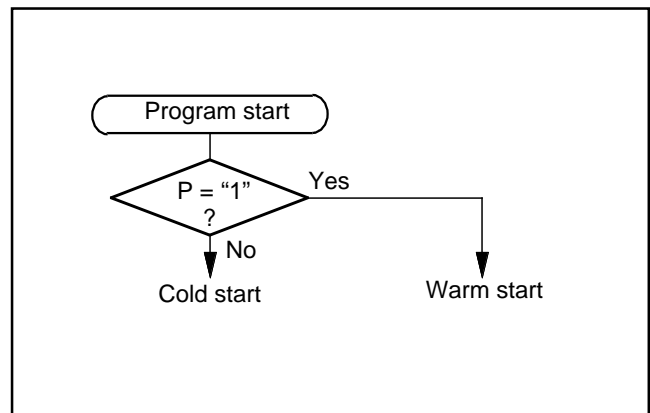 Program start
P = “1”
?
Yes
No
Cold start
Warm start